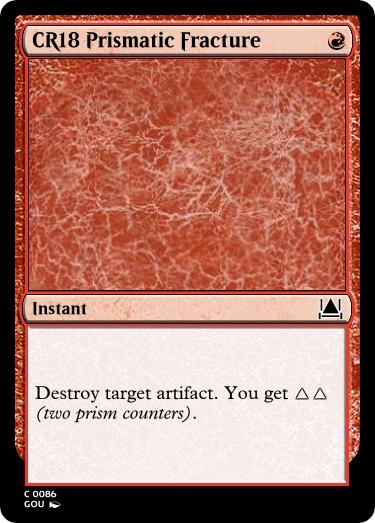 CR18 Prismatic Fracture
Instant
Destroy target artifact. You get △△
(two prism counters).
C 0086
GOU